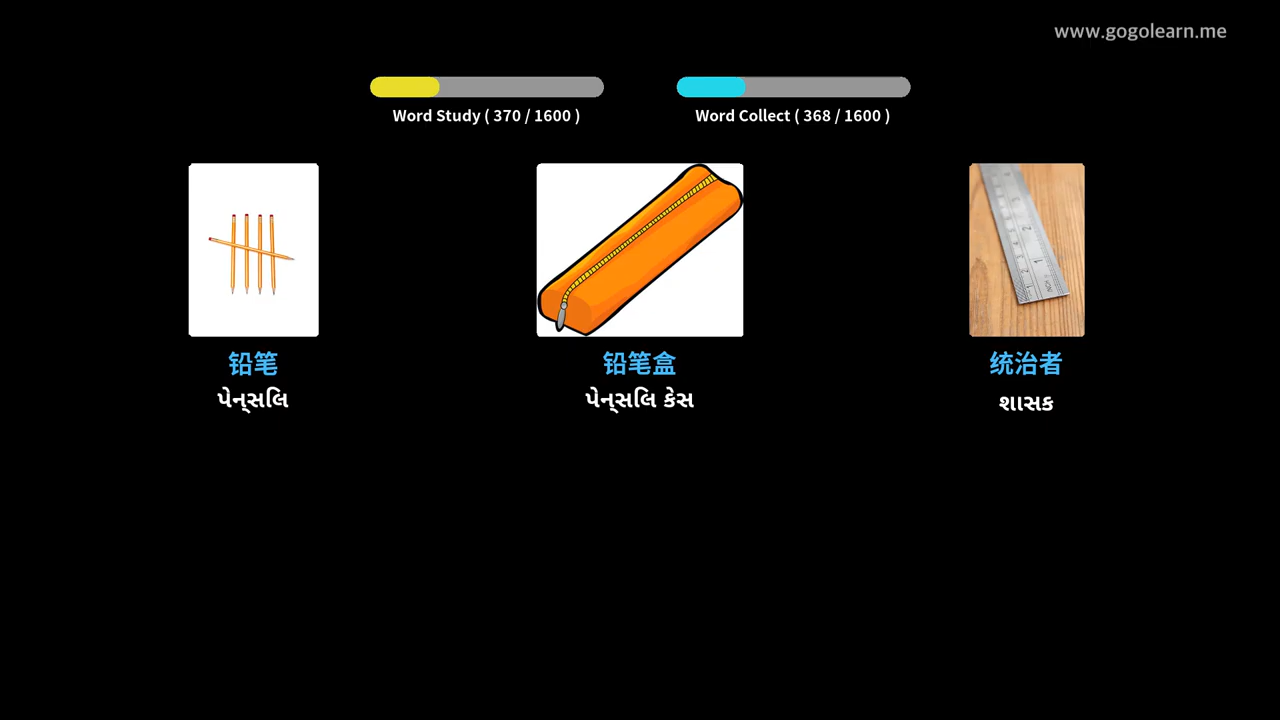 www.gogolearn.me
Word Study ( 370 / 1600 )
Word Collect ( 368 / 1600 )
铅笔
铅笔盒
统治者
પેન્સલિ
પેન્સલિ કેસ
શાસક